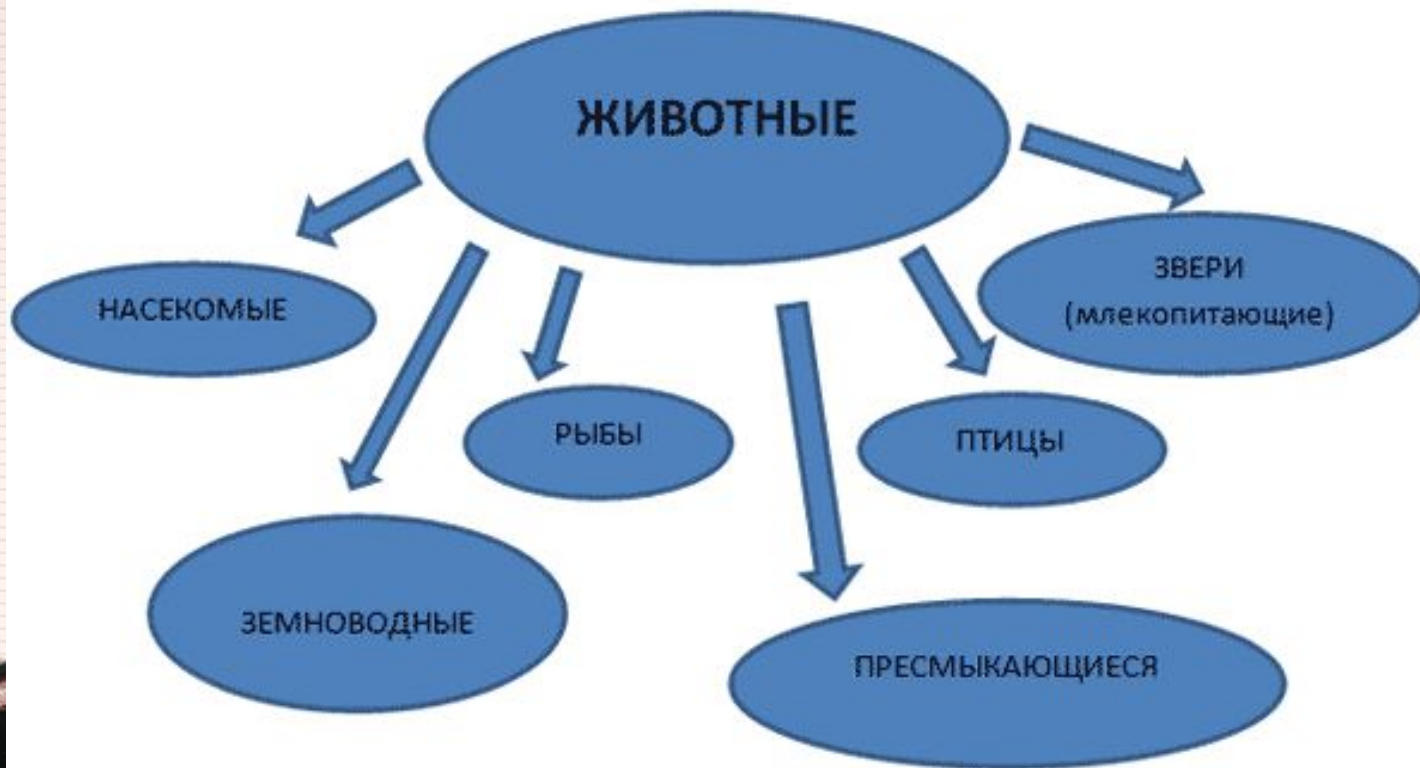 ЖИВОТНЫЕ
ЗВЕРИ
(млекопитающие)
НАСЕКОМЫЕ
РЫБЫ
ПТИЦЫ
ЗЕМНОВОДНЫЕ
ПРЕСМЫКАЮЩИЕСЯ